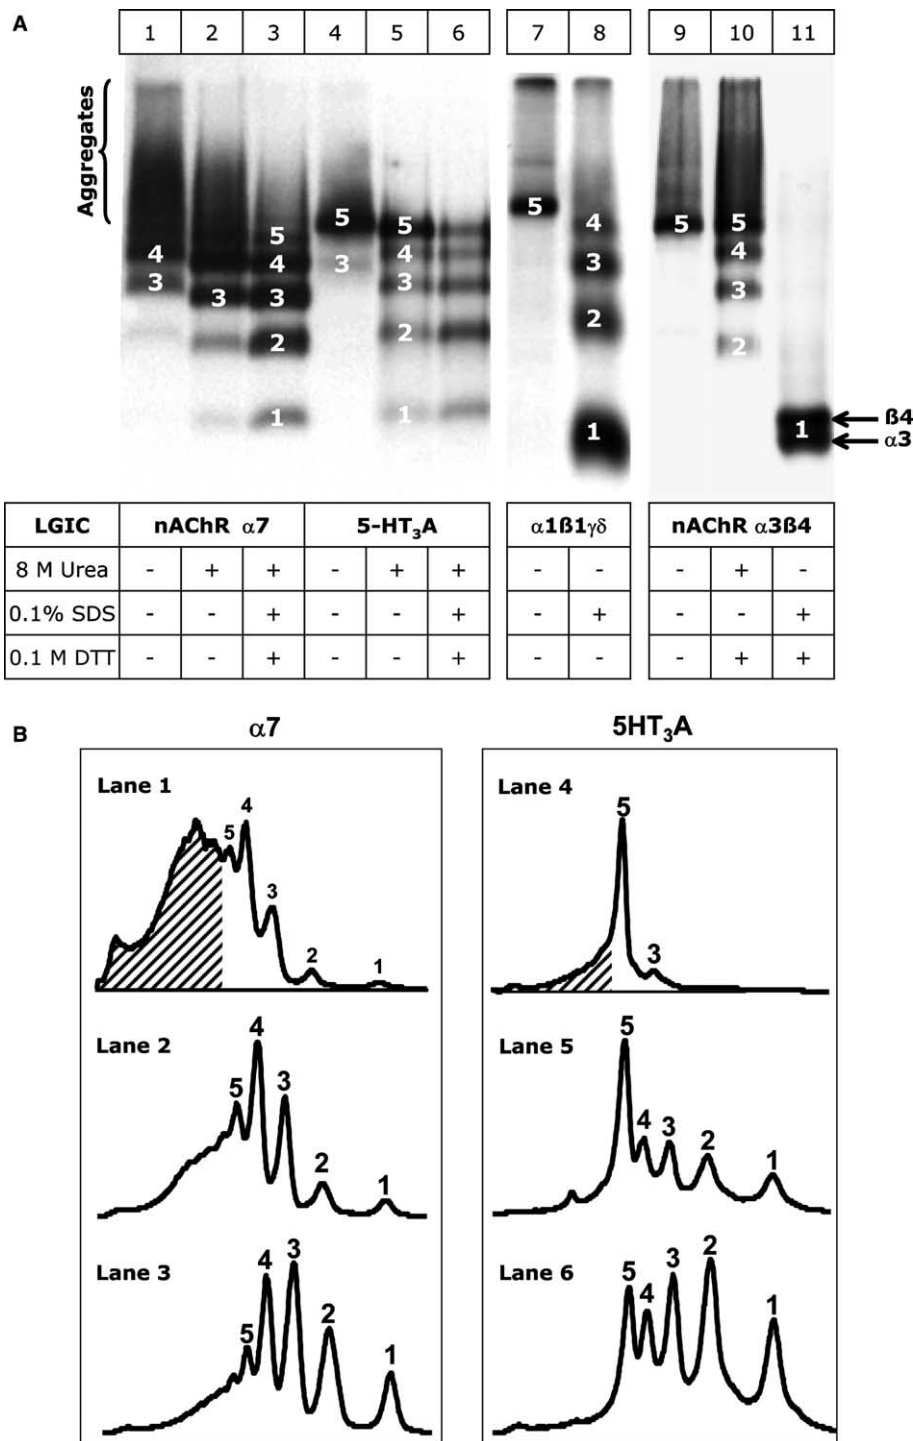 A
1 2 3 4 5 6 7 8 9 10 11
Aggregates
4 3
3
5 4 3 2 1
5 3
5 4 3 2 1
5
4 3 2 1
5
5 4 3 2
1
ß4
α3
LGIC nAChR α7 5-HT3A α1ß1γδ nAChR α3ß4
8 M Urea - + + - + + - - - + -
0.1% SDS - - + - - + - + - - +
0.1 M DTT - - + - - + - - - + +
B
α7
Lane 1
5 4 3 2 1
Lane 2
5 4 3 2 1
Lane 3
5 4 3 2 1
5HT3A
Lane 4
5 3
Lane 5
5 4 3 2 1
Lane 6
5 4 3 2 1